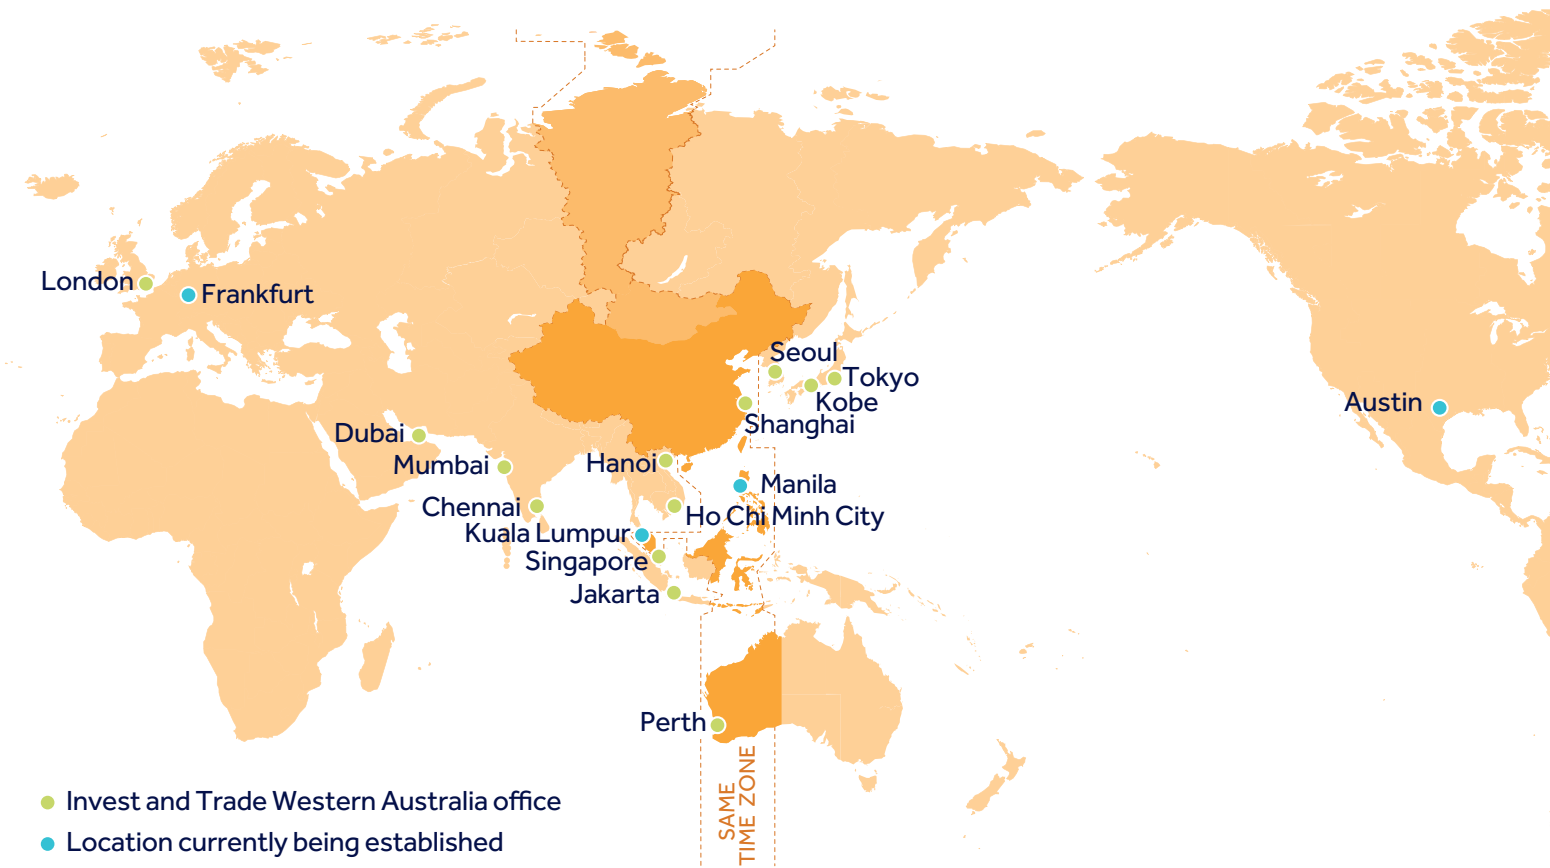 London
Frankfurt
Seoul
Tokyo
Kobe
Austin
Shanghai
Dubai
Mumbai
Hanoi
Manila
Chennai
Ho Chi Minh City
Kuala Lumpur
Singapore
Jakarta
Perth
SAME
TIME ZONE
Invest and Trade Western Australia office
Location currently being established